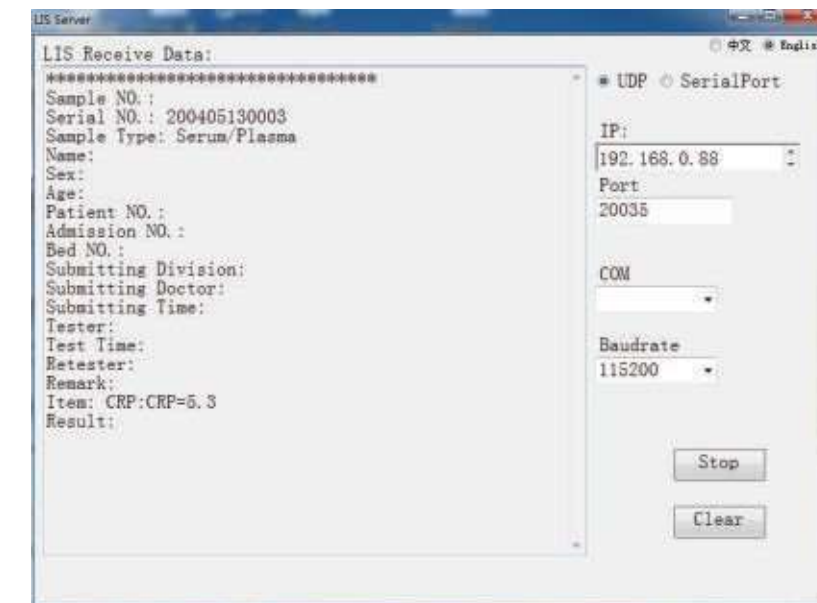 LIS Server
中文 Englis
LIS Receive Data:
**********************************
Sample NO.:
Serial NO.: 200405130003
Sample Type: Serum/Plasma
Name:
Sex:
Age:
Patient NO.:
Admission NO.:
Bed NO.:
Submitting Division:
Submitting Doctor:
Submitting Time:
Tester:
Test Time:
Retester:
Remark:
Item: CRP:CRP=5.3
Result:
UDP SerialPort
IP:
192.168.0.88
Port
20035
COM
Baudrate
115200
Stop
Clear